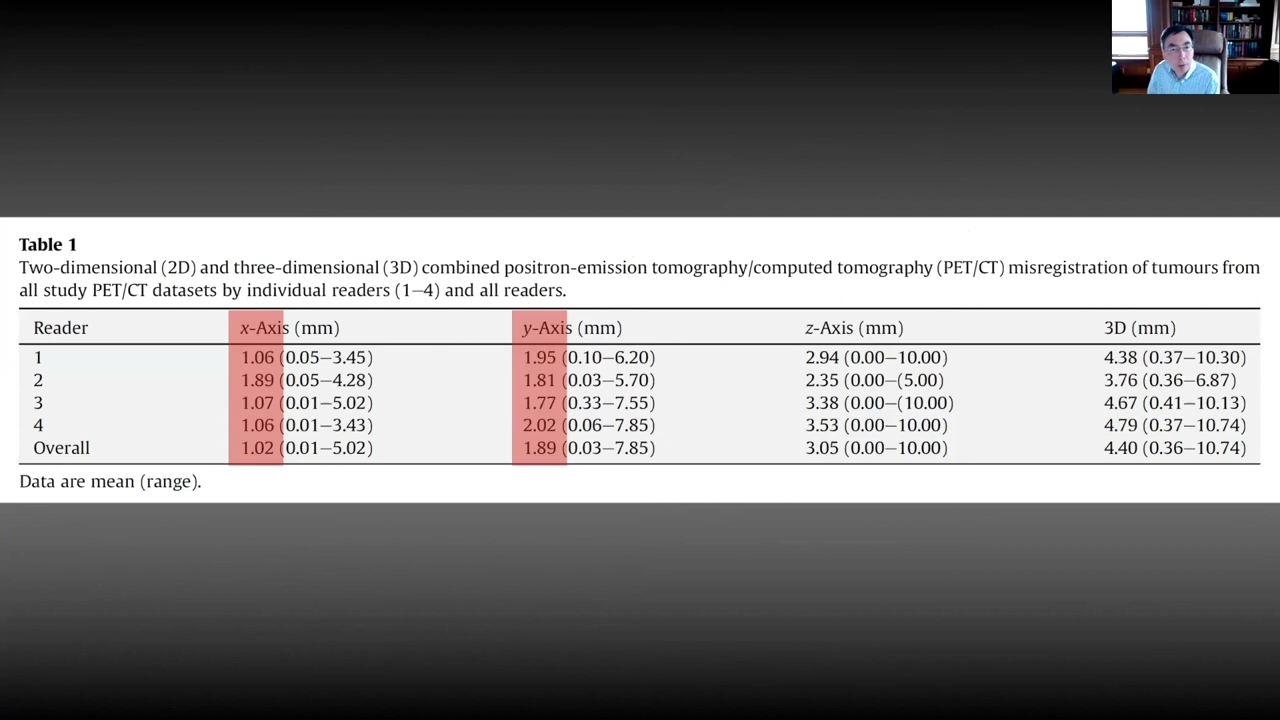 Table 1
Two-dimensional (2D) and three-dimensional (3D) combined positron-emission tomography/computed tomography (PET/CT) misregistration of tumours from
all study PET/CT datasets by individual readers (1–4) and all readers.
Reader x-Axis (mm) y-Axis (mm) z-Axis (mm) 3D (mm)
1 1.06 (0.05–3.45) 1.95 (0.10–6.20) 2.94 (0.00–10.00) 4.38 (0.37–10.30)
2 1.89 (0.05–4.28) 1.81 (0.03–5.70) 2.35 (0.00–(5.00) 3.76 (0.36–6.87)
3 1.07 (0.01–5.02) 1.77 (0.33–7.55) 3.38 (0.00–(10.00) 4.67 (0.41–10.13)
4 1.06 (0.01–3.43) 2.02 (0.06–7.85) 3.53 (0.00–10.00) 4.79 (0.37–10.74)
Overall 1.02 (0.01–5.02) 1.89 (0.03–7.85) 3.05 (0.00–10.00) 4.40 (0.36–10.74)
Data are mean (range).